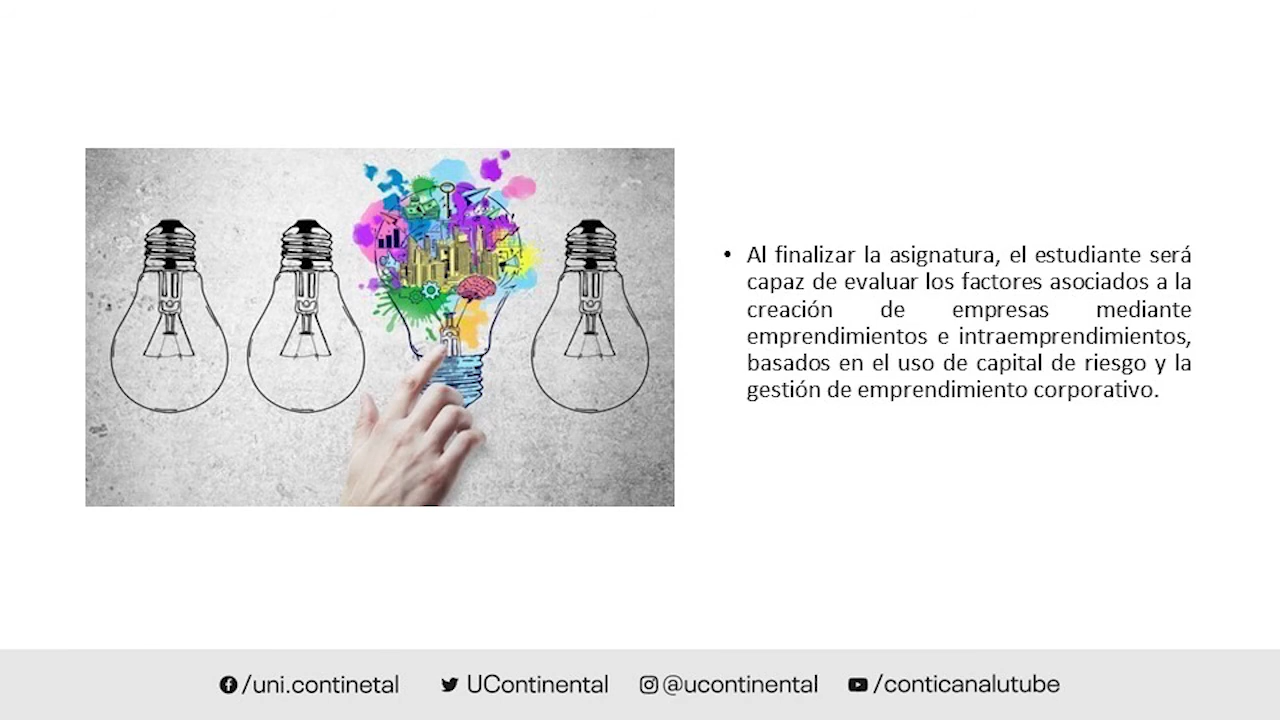 • Al finalizar la asignatura, el estudiante será
capaz de evaluar los factores asociados a la
creación de empresas mediante
emprendimientos e intraemprendimientos,
basados en el uso de capital de riesgo y la
gestión de emprendimiento corporativo.
/uni.continetal UContinental @ucontinental /conticanalutube